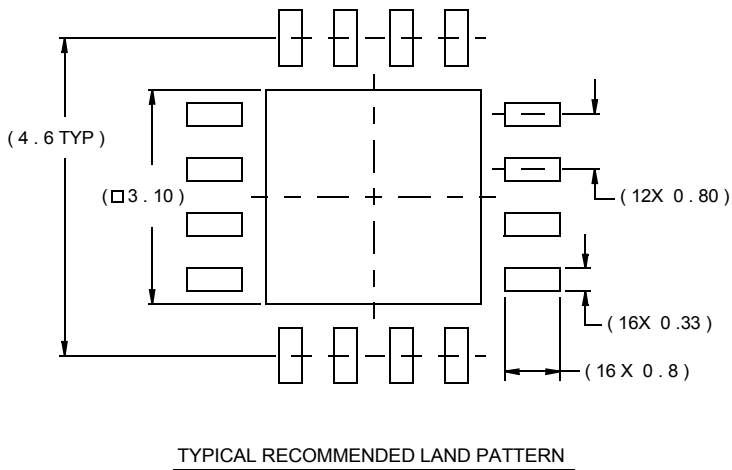 ( 4 . 6 TYP )
( □ 3 . 10 )
( 12X 0 . 80 )
( 16X 0 .33 )
( 16 X 0 . 8 )
TYPICAL RECOMMENDED LAND PATTERN